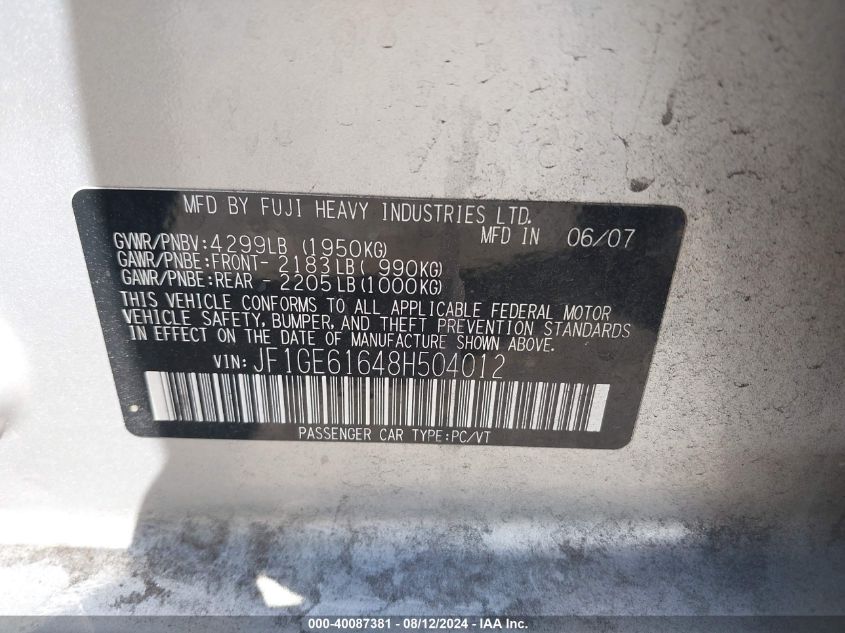 MFD BY FUJI HEAVY INDUSTRIES LTD.
MFD IN 06/07
GVWR/PNBV:4299LB (1950KG)
GAWR/PNBE:FRONT- 2183LB( 990KG)
GAWR/PNBE:REAR - 2205LB(1000KG)
THIS VEHICLE CONFORMS TO ALL APPLICABLE FEDERAL MOTOR
VEHICLE SAFETY, BUMPER, AND THEFT PREVENTION STANDARDS
IN EFFECT ON THE DATE OF MANUFACTURE SHOWN ABOVE.
VIN: JF1GE61648H504012
PASSENGER CAR TYPE:PC/VT
000-40087381 - 08/12/2024 - IAA Inc.